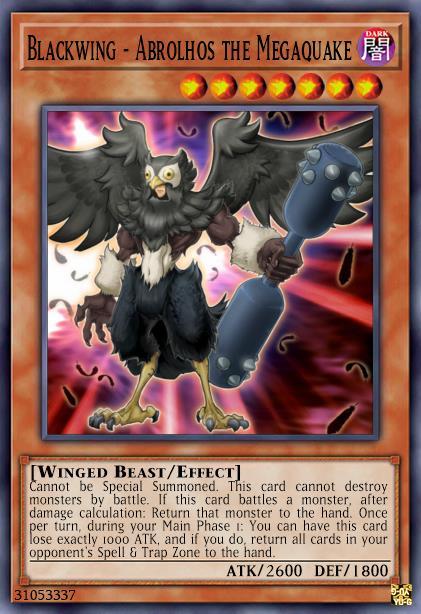 Blackwing - Abrolhos the Megaquake
DARK
闇
[Winged Beast/Effect]
Cannot be Special Summoned. This card cannot destroy
monsters by battle. If this card battles a monster, after
damage calculation: Return that monster to the hand. Once
per turn, during your Main Phase 1: You can have this card
lose exactly 1000 ATK, and if you do, return all cards in your
opponent's Spell & Trap Zone to the hand.
ATK/2600 DEF/1800
31053337